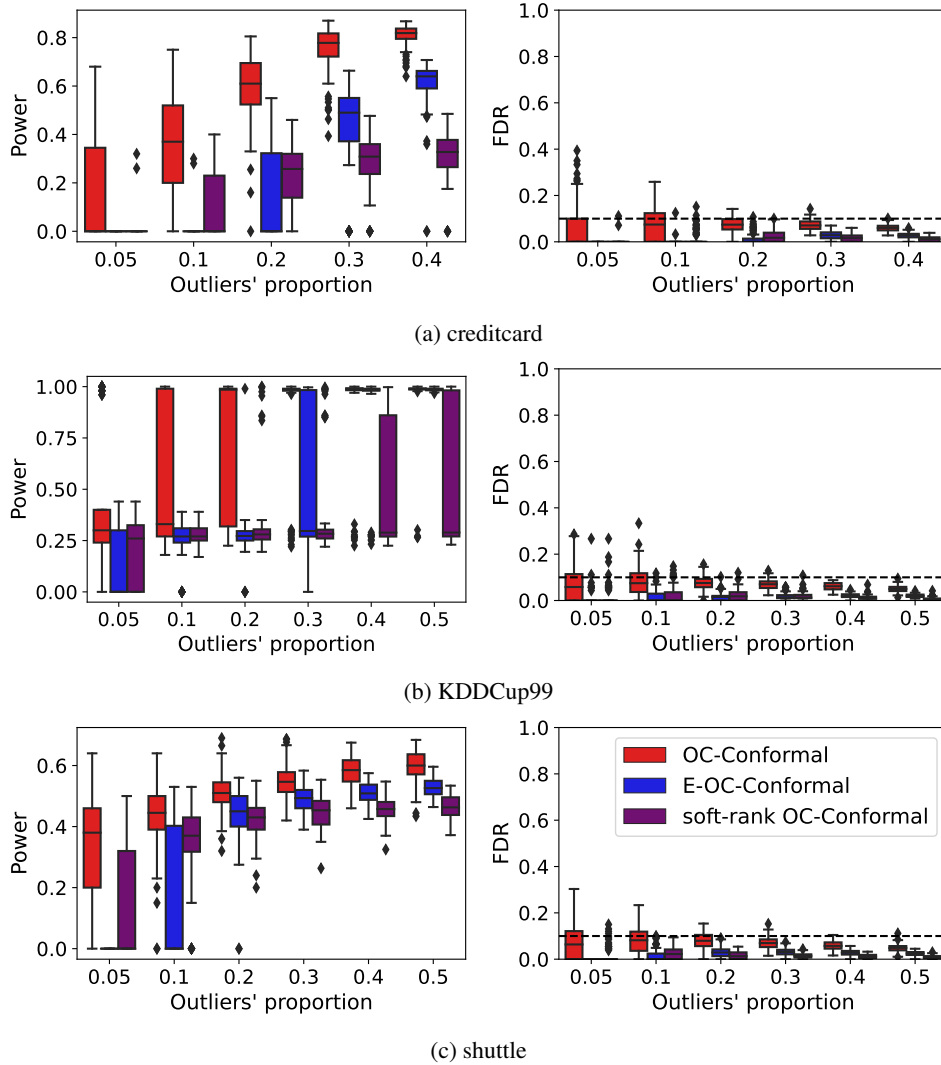 Power
0.8
0.6
0.4
0.2
0.0
0.05 0.1 0.2 0.3 0.4
Outliers' proportion
FDR
1.0
0.8
0.6
0.4
0.2
0.0
0.05 0.1 0.2 0.3 0.4
Outliers' proportion
(a) creditcard
Power
1.00
0.75
0.50
0.25
0.00
0.05 0.1 0.2 0.3 0.4 0.5
Outliers' proportion
FDR
1.0
0.8
0.6
0.4
0.2
0.0
0.05 0.1 0.2 0.3 0.4 0.5
Outliers' proportion
(b) KDDCup99
Power
0.6
0.4
0.2
0.0
0.05 0.1 0.2 0.3 0.4 0.5
Outliers' proportion
FDR
1.0
0.8
0.6
0.4
0.2
0.0
OC-Conformal
E-OC-Conformal
soft-rank OC-Conformal
0.05 0.1 0.2 0.3 0.4 0.5
Outliers' proportion
(c) shuttle